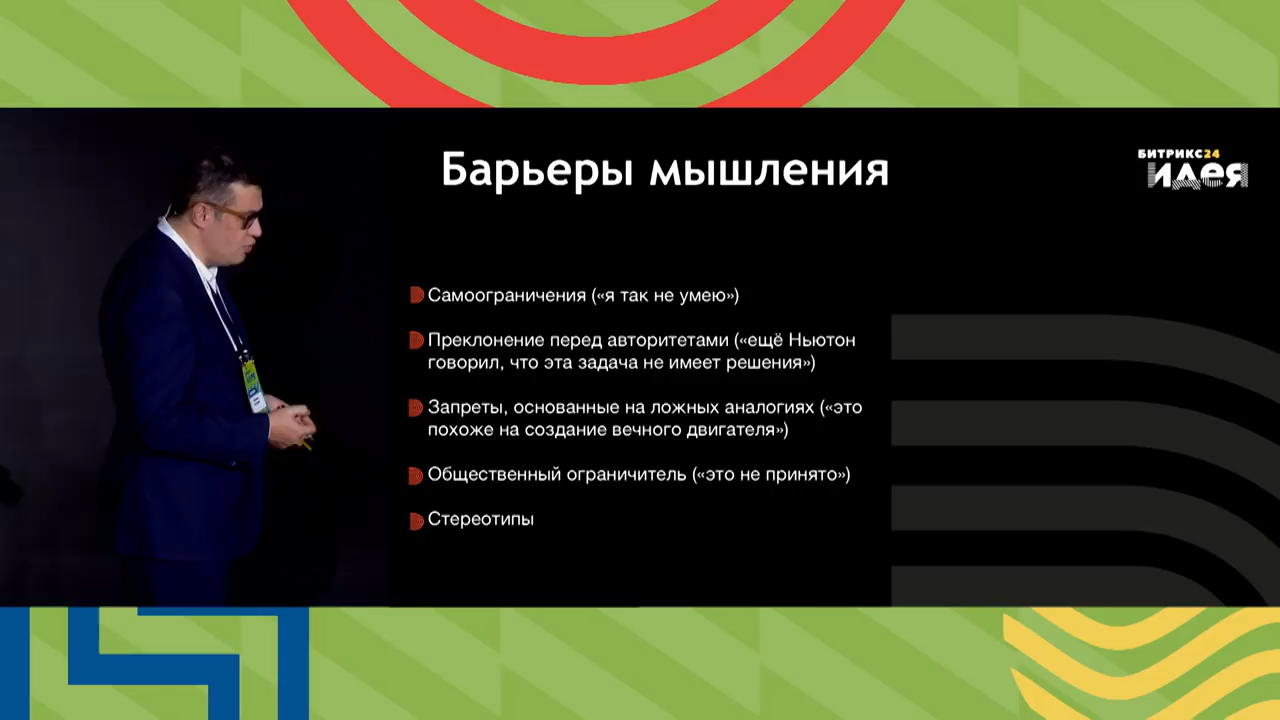 Барьеры мышления
БИТРИКС24
идея
Самоограничения («я так не умею»)
Преклонение перед авторитетами («ещё Ньютон
говорил, что эта задача не имеет решения»)
Запреты, основанные на ложных аналогиях («это
похоже на создание вечного двигателя»)
Общественный ограничитель («это не принято»)
Стереотипы